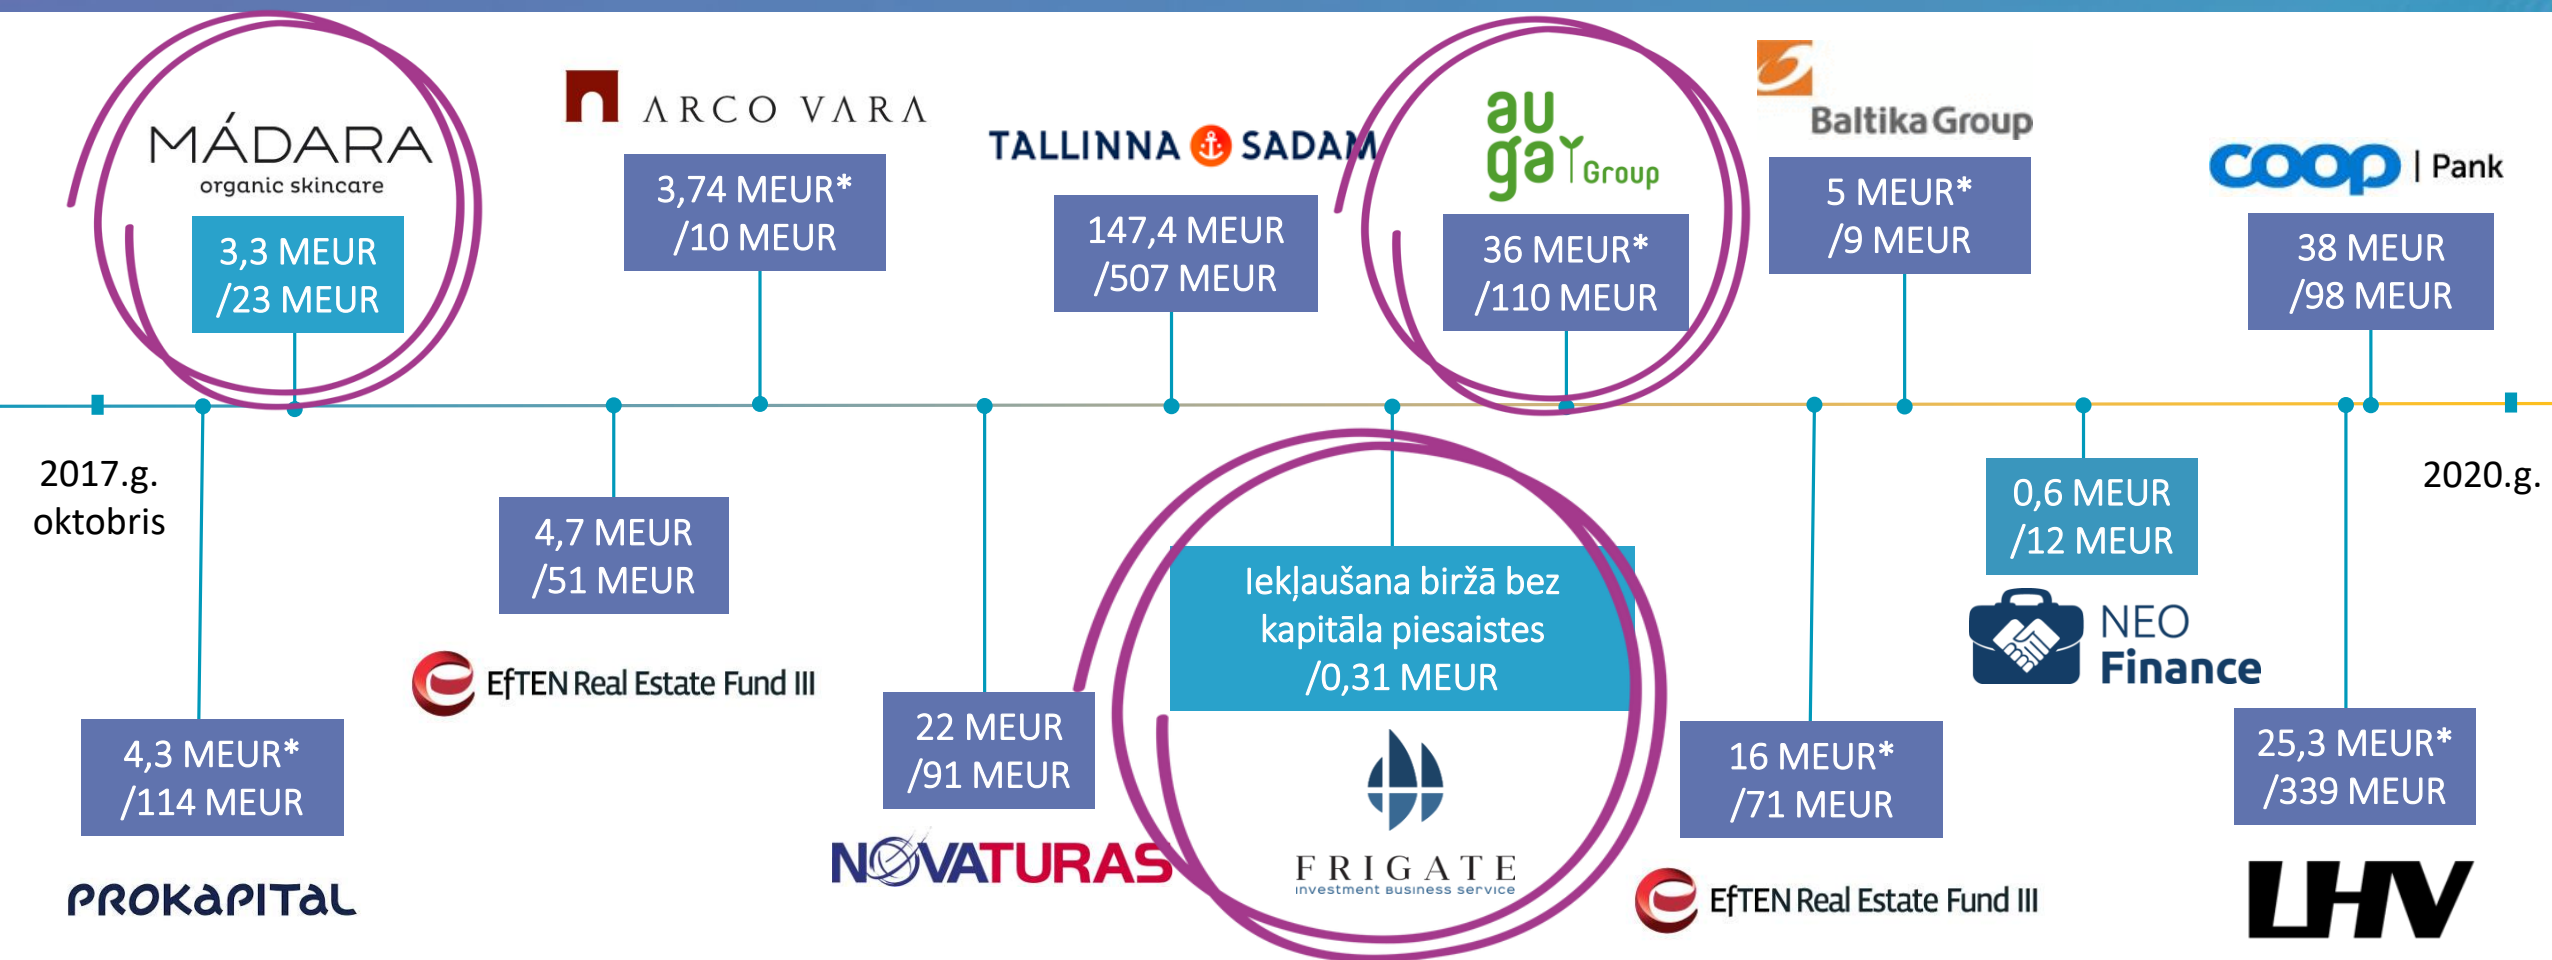 MÁDARA
organic skincare
3,3 MEUR
/23 MEUR
ARCO VARA
3,74 MEUR*
/10 MEUR
TALLINNA SADAM
147,4 MEUR
/507 MEUR
auga Group
36 MEUR*
/110 MEUR
Baltika Group
5 MEUR*
/9 MEUR
coop | Pank
38 MEUR
/98 MEUR
2017.g.
oktobris
2020.g.
4,3 MEUR*
/114 MEUR
PROKAPITAL
4,7 MEUR
/51 MEUR
EfTEN Real Estate Fund III
22 MEUR
/91 MEUR
NOVATURAS
Iekļaušana biržā bez
kapitāla piesaistes
/0,31 MEUR
FRIGATE
Investment Business Service
16 MEUR*
/71 MEUR
EfTEN Real Estate Fund III
0,6 MEUR
/12 MEUR
NEO
Finance
25,3 MEUR*
/339 MEUR
LHV